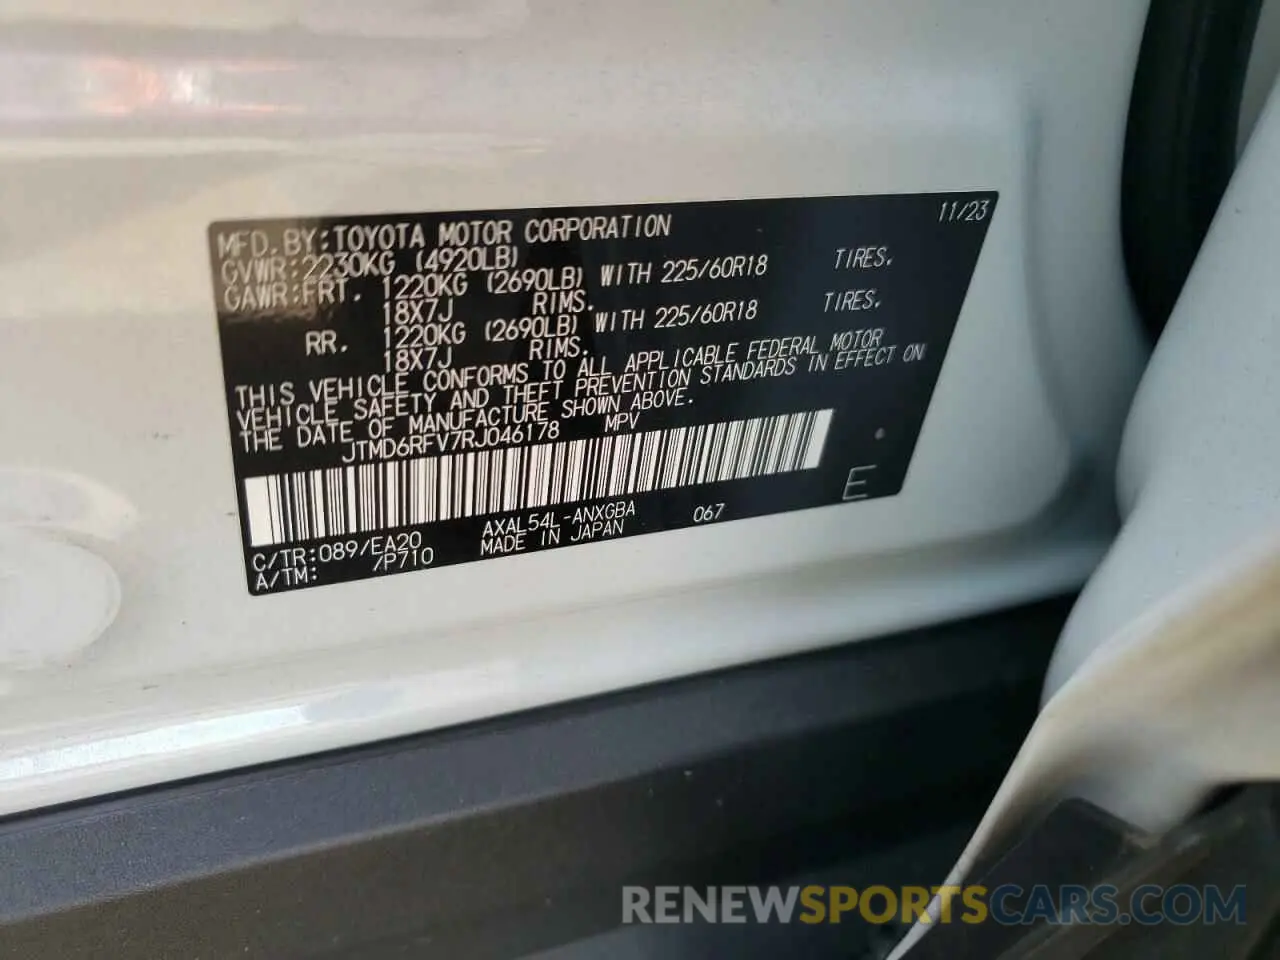 11/23
MFD. BY: TOYOTA MOTOR CORPORATION
GVWR: 2230KG (4920LB)
GAWR: FRT. 1220KG (2690LB) WITH 225/60R18 TIRES.
18X7J RIMS.
RR. 1220KG (2690LB) WITH 225/60R18 TIRES.
18X7J RIMS.
THIS VEHICLE CONFORMS TO ALL APPLICABLE FEDERAL MOTOR
VEHICLE SAFETY AND THEFT PREVENTION STANDARDS IN EFFECT ON
THE DATE OF MANUFACTURE SHOWN ABOVE.
JTMD6RFV7RJ046178 MPV
E
C/TR: 089/EA20 AXAL54L-ANXGBA 067
A/TM: /P710 MADE IN JAPAN
RENEWSPORTSCARS.COM